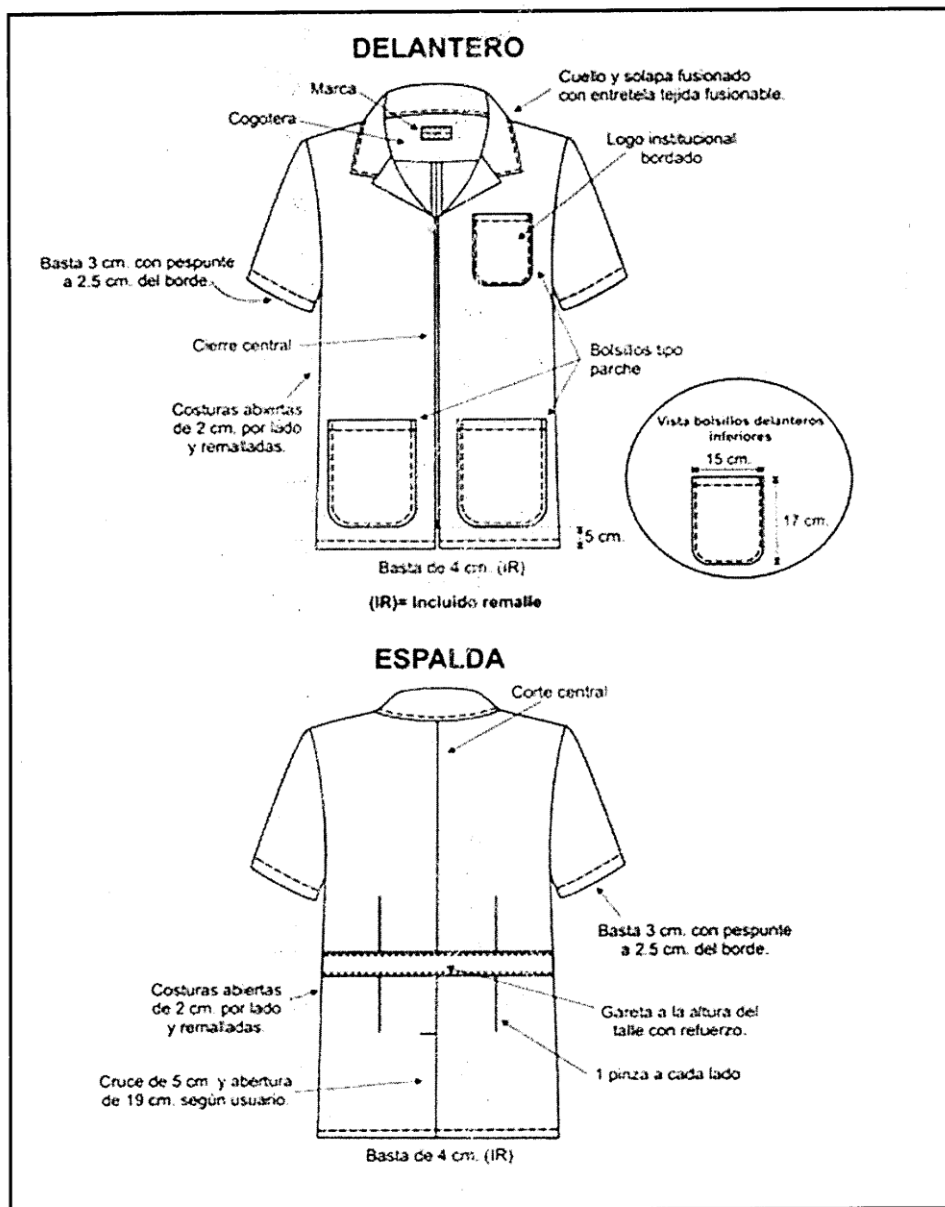 DELANTERO
Marca
Cogotera
Cuello y solapa fusionado
con entretela tejida fusionable.
Logo institucional
bordado
Basta 3 cm. con pespunte
a 2.5 cm. del borde.
Cierre central
Bolsillos tipo
parche
Costuras abiertas
de 2 cm. por lado
y remalladas.
Vista bolsillos delanteros
inferiores
15 cm.
17 cm.
5 cm.
Basta de 4 cm. (IR)
(IR)= Incluido remalle
ESPALDA
Corte central
Basta 3 cm. con pespunte
a 2.5 cm. del borde.
Costuras abiertas
de 2 cm. por lado
y remalladas.
Gareta a la altura del
talle con refuerzo.
1 pinza a cada lado
Cruce de 5 cm. y abertura
de 19 cm. según usuario.
Basta de 4 cm. (IR)